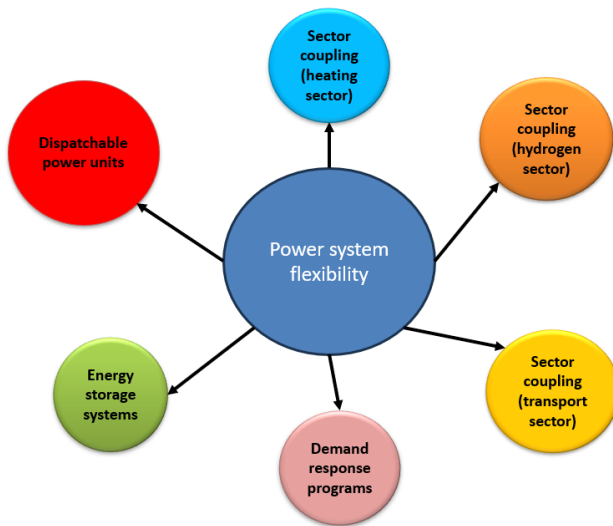 Sector
coupling
(heating
sector)
Dispatchable
power units
Sector
coupling
(hydrogen
sector)
Power system
flexibility
Energy
storage
systems
Sector
coupling
(transport
sector)
Demand
response
programs